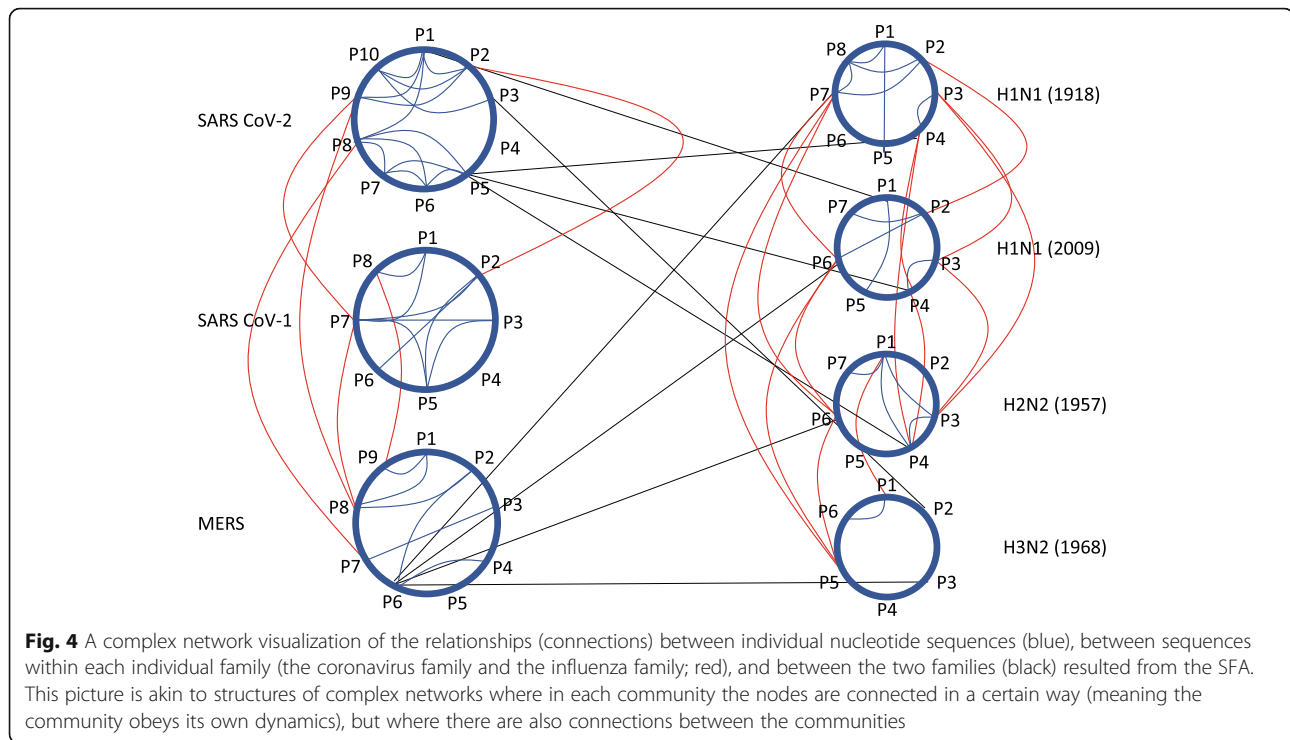 P1
P10
P2
P9
P3
SARS CoV-2
P8
P4
P7
P5
P6
P1
P8
P2
SARS CoV-1
P7
P3
P6
P4
P5
P1
P9
P2
P8
P3
MERS
P7
P4
P6
P5
P1
P8
P2
P7
P3
H1N1 (1918)
P6
P4
P5
P1
P7
P2
H1N1 (2009)
P6
P3
P5
P4
P1
P7
P2
H2N2 (1957)
P6
P3
P5
P4
P1
P6
P2
H3N2 (1968)
P5
P3
P4
Fig. 4 A complex network visualization of the relationships (connections) between individual nucleotide sequences (blue), between sequences
within each individual family (the coronavirus family and the influenza family; red), and between the two families (black) resulted from the SFA.
This picture is akin to structures of complex networks where in each community the nodes are connected in a certain way (meaning the
community obeys its own dynamics), but where there are also connections between the communities